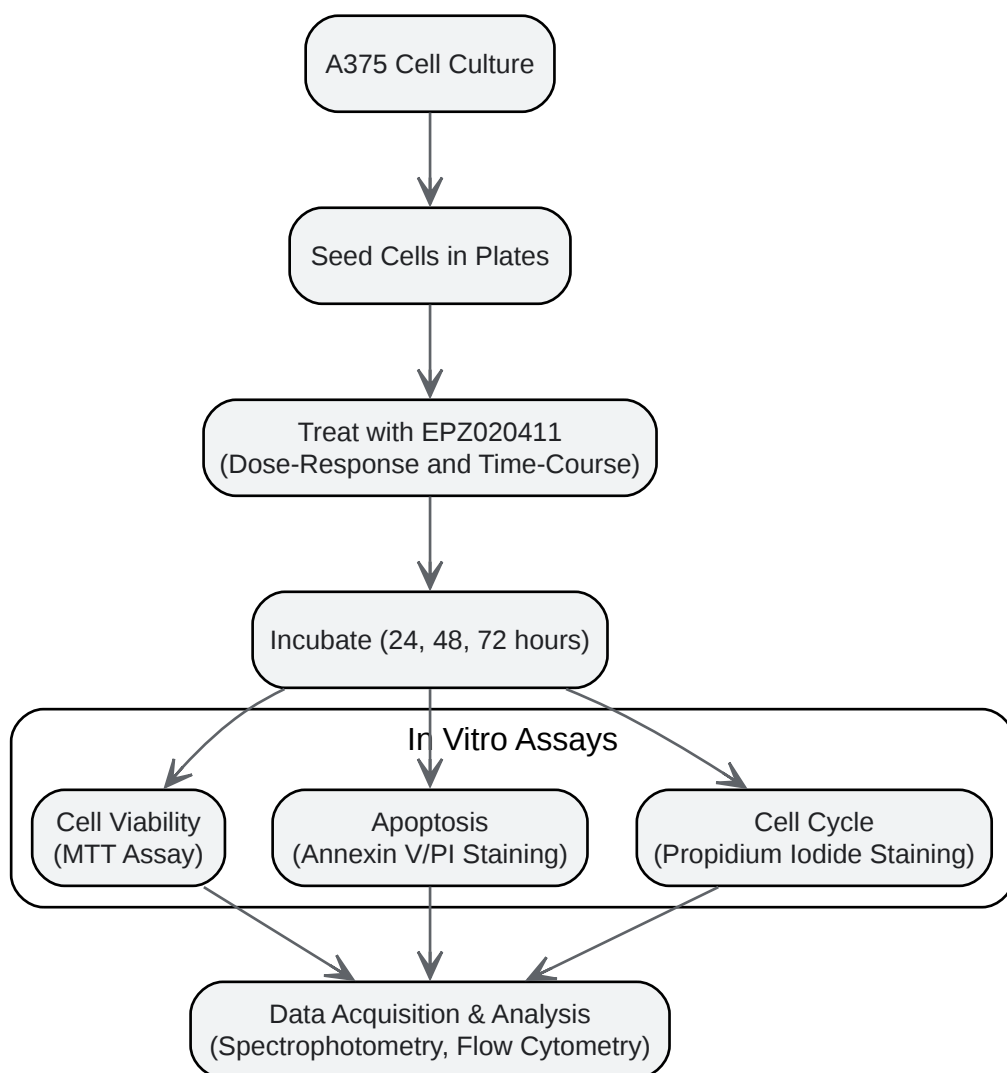 A375 Cell Culture
Seed Cells in Plates
Treat with EPZ020411
(Dose-Response and Time-Course)
Incubate (24, 48, 72 hours)
In Vitro Assays
Cell Viability
(MTT Assay)
Apoptosis
(Annexin V/PI Staining)
Cell Cycle
(Propidium Iodide Staining)
Data Acquisition & Analysis
(Spectrophotometry, Flow Cytometry)